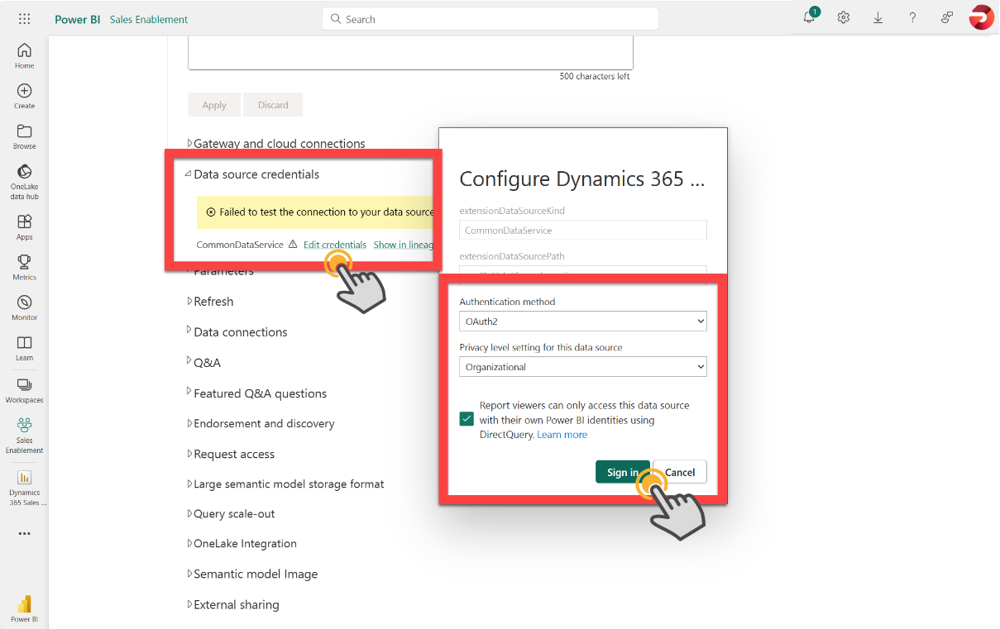 Power BI Sales Enablement
Search
1
Home
Create
Browse
OneLake
data hub
Apps
Metrics
Monitor
Learn
Workspaces
Sales
Enablement
Dynamics
365 Sales ...
Power BI
500 characters left
Apply Discard
Gateway and cloud connections
Data source credentials
Failed to test the connection to your data source
CommonDataService Edit credentials Show in lineag
Parameters
Refresh
Data connections
Q&A
Featured Q&A questions
Endorsement and discovery
Request access
Large semantic model storage format
Query scale-out
OneLake Integration
Semantic model Image
External sharing
Configure Dynamics 365 ...
extensionDataSourceKind
CommonDataService
extensionDataSourcePath
Authentication method
OAuth2
Privacy level setting for this data source
Organizational
Report viewers can only access this data source
with their own Power BI identities using
DirectQuery. Learn more
Sign in Cancel